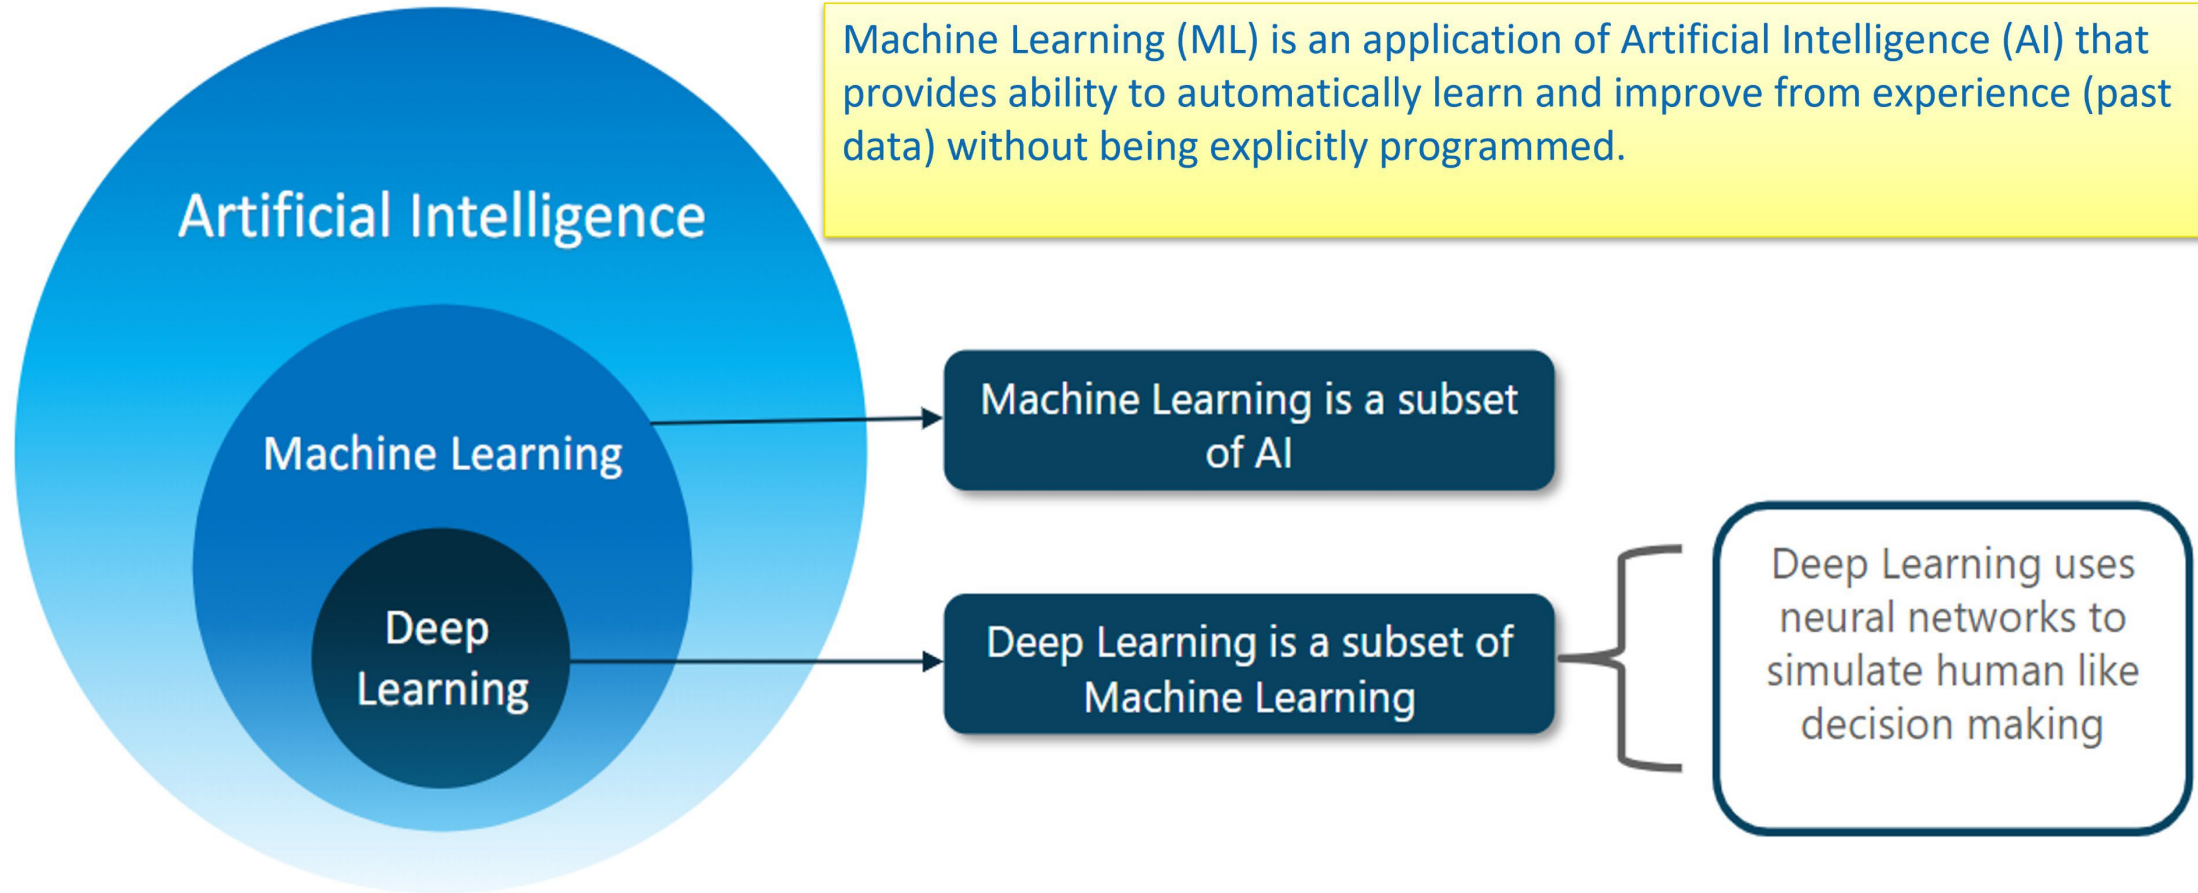 Machine Learning (ML) is an application of Artificial Intelligence (AI) that
provides ability to automatically learn and improve from experience (past
data) without being explicitly programmed.
Artificial Intelligence
Machine Learning
Deep
Learning
Machine Learning is a subset
of AI
Deep Learning is a subset of
Machine Learning
Deep Learning uses
neural networks to
simulate human like
decision making